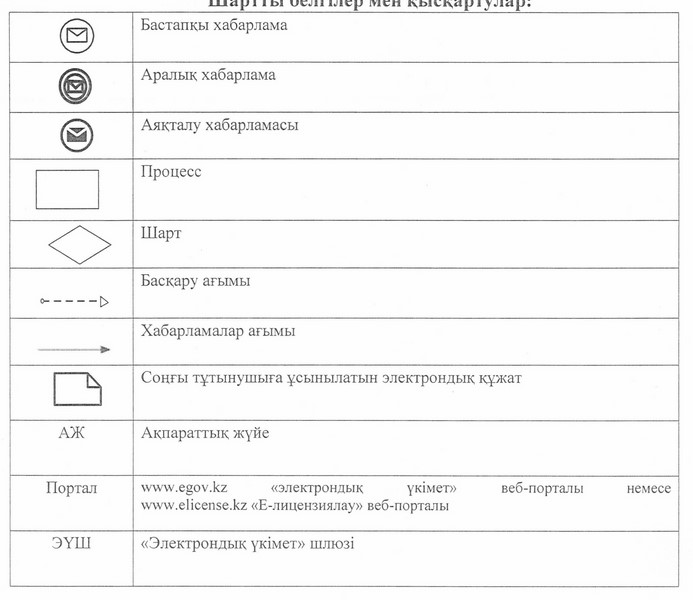 Шартты белгілер мен қысқартулар:
Бастапқы хабарлама
Аралық хабарлама
Аяқталу хабарламасы
Процесс
Шарт
Басқару ағымы
Хабарламалар ағымы
Соңғы тұтынушыға ұсынылатын электрондық құжат
АЖ Ақпараттық жүйе
Портал www.egov.kz «электрондық үкімет» веб-порталы немесе
www.elicense.kz «Е-лицензиялау» веб-порталы
ЭҮШ «Электрондық үкімет» шлюзі